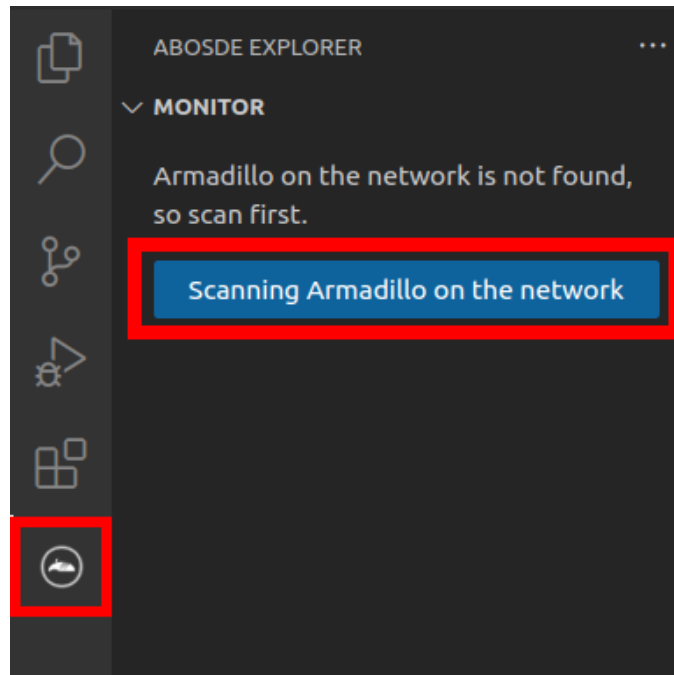 ABOSDE EXPLORER
MONITOR
Armadillo on the network is not found,
so scan first.
Scanning Armadillo on the network